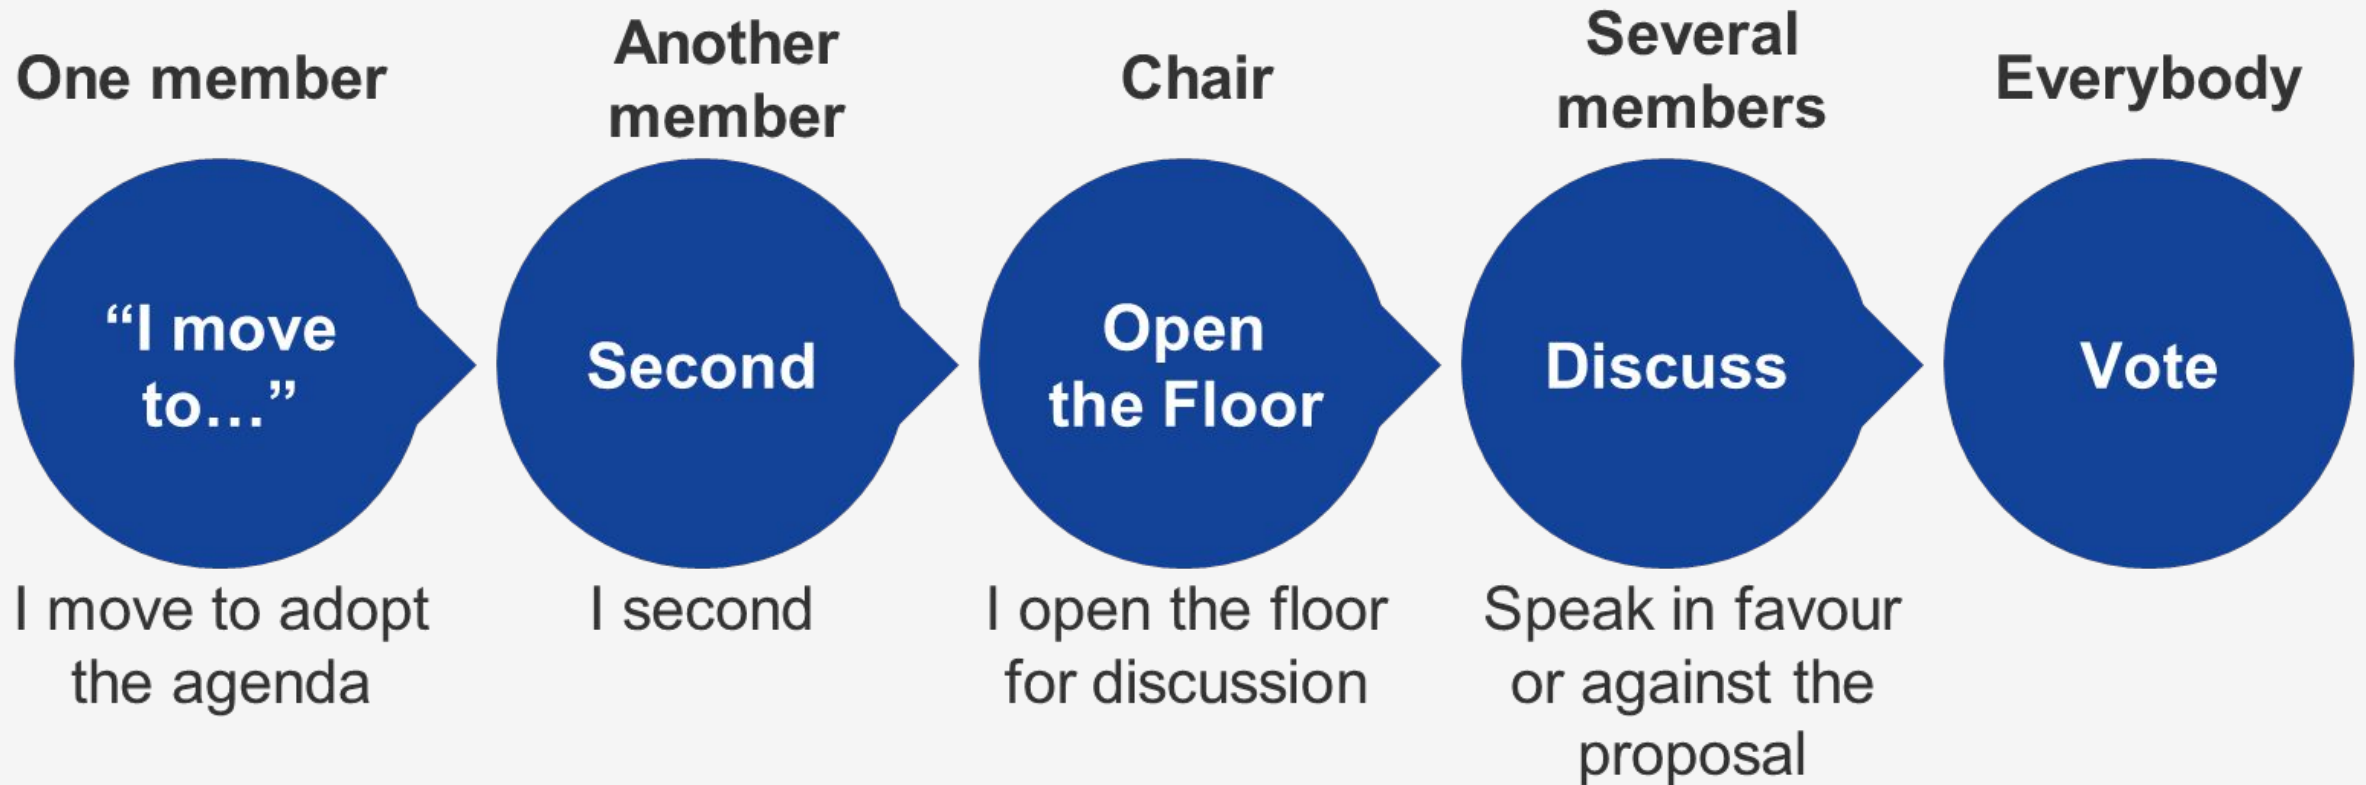 One member
Another
member
Chair
Several
members
Everybody
“I move
to…”
Second
Open
the Floor
Discuss
Vote
I move to adopt
the agenda
I second
I open the floor
for discussion
Speak in favour
or against the
proposal